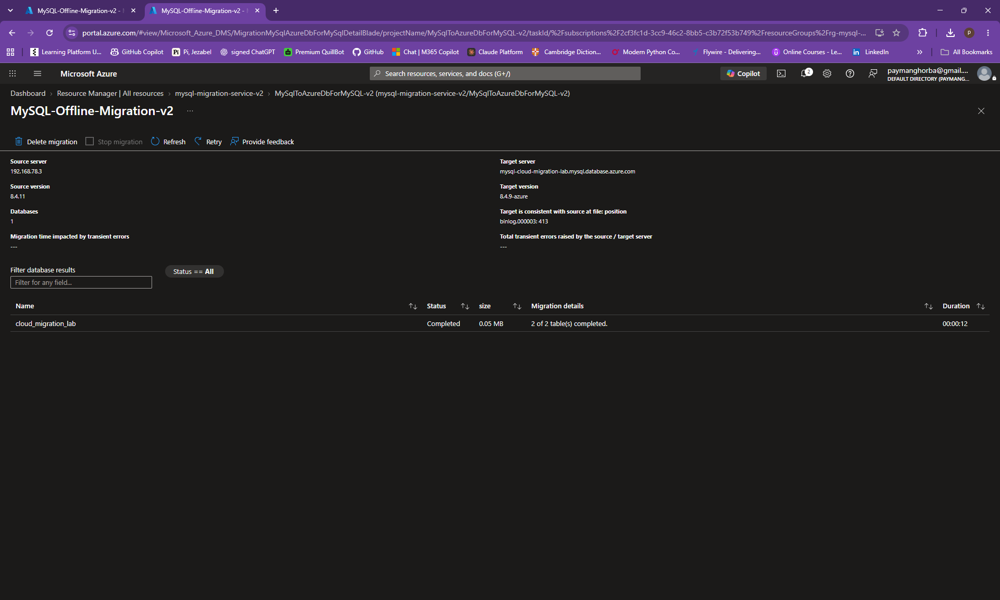 MySQL-Offline-Migration-v2 -
MySQL-Offline-Migration-v2 -
portal.azure.com/#view/Microsoft_Azure_DMS/MigrationMySqlAzureDbForMySqlDetailBlade/projectName/MySqlToAzureDbForMySQL-v2/taskId/%2Fsubscriptions%2F2cf3fc1d-3cc9-46c2-8bb5-c3b72f53b749%2FresourceGroups%2Frg-mysql-...
p
Learning Platform U...
GitHub Copilot
Pi, Jezabel
signed ChatGPT
Premium QuillBot
GitHub
Chat | M365 Copilot
Claude Platform
Cambridge Diction...
Modern Python Co...
Flywire - Delivering...
Online Courses - Le...
LinkedIn
All Bookmarks
Microsoft Azure
Search resources, services, and docs (G+/)
Copilot
2
paymanghorba@gmail....
DEFAULT DIRECTORY (PAYMANG...
Dashboard > Resource Manager | All resources > mysql-migration-service-v2 > MySqlToAzureDbForMySQL-v2 (mysql-migration-service-v2/MySqlToAzureDbForMySQL-v2)
MySQL-Offline-Migration-v2 ...
Delete migration
Stop migration
Refresh
Retry
Provide feedback
Source server
192.168.78.3
Source version
8.4.11
Databases
1
Migration time impacted by transient errors
---
Target server
mysql-cloud-migration-lab.mysql.database.azure.com
Target version
8.4.9-azure
Target is consistent with source at file: position
binlog.000003: 413
Total transient errors raised by the source / target server
---
Filter database results
Filter for any field...
Status == All
Name Status size Migration details Duration
cloud_migration_lab Completed 0.05 MB 2 of 2 table(s) completed. 00:00:12